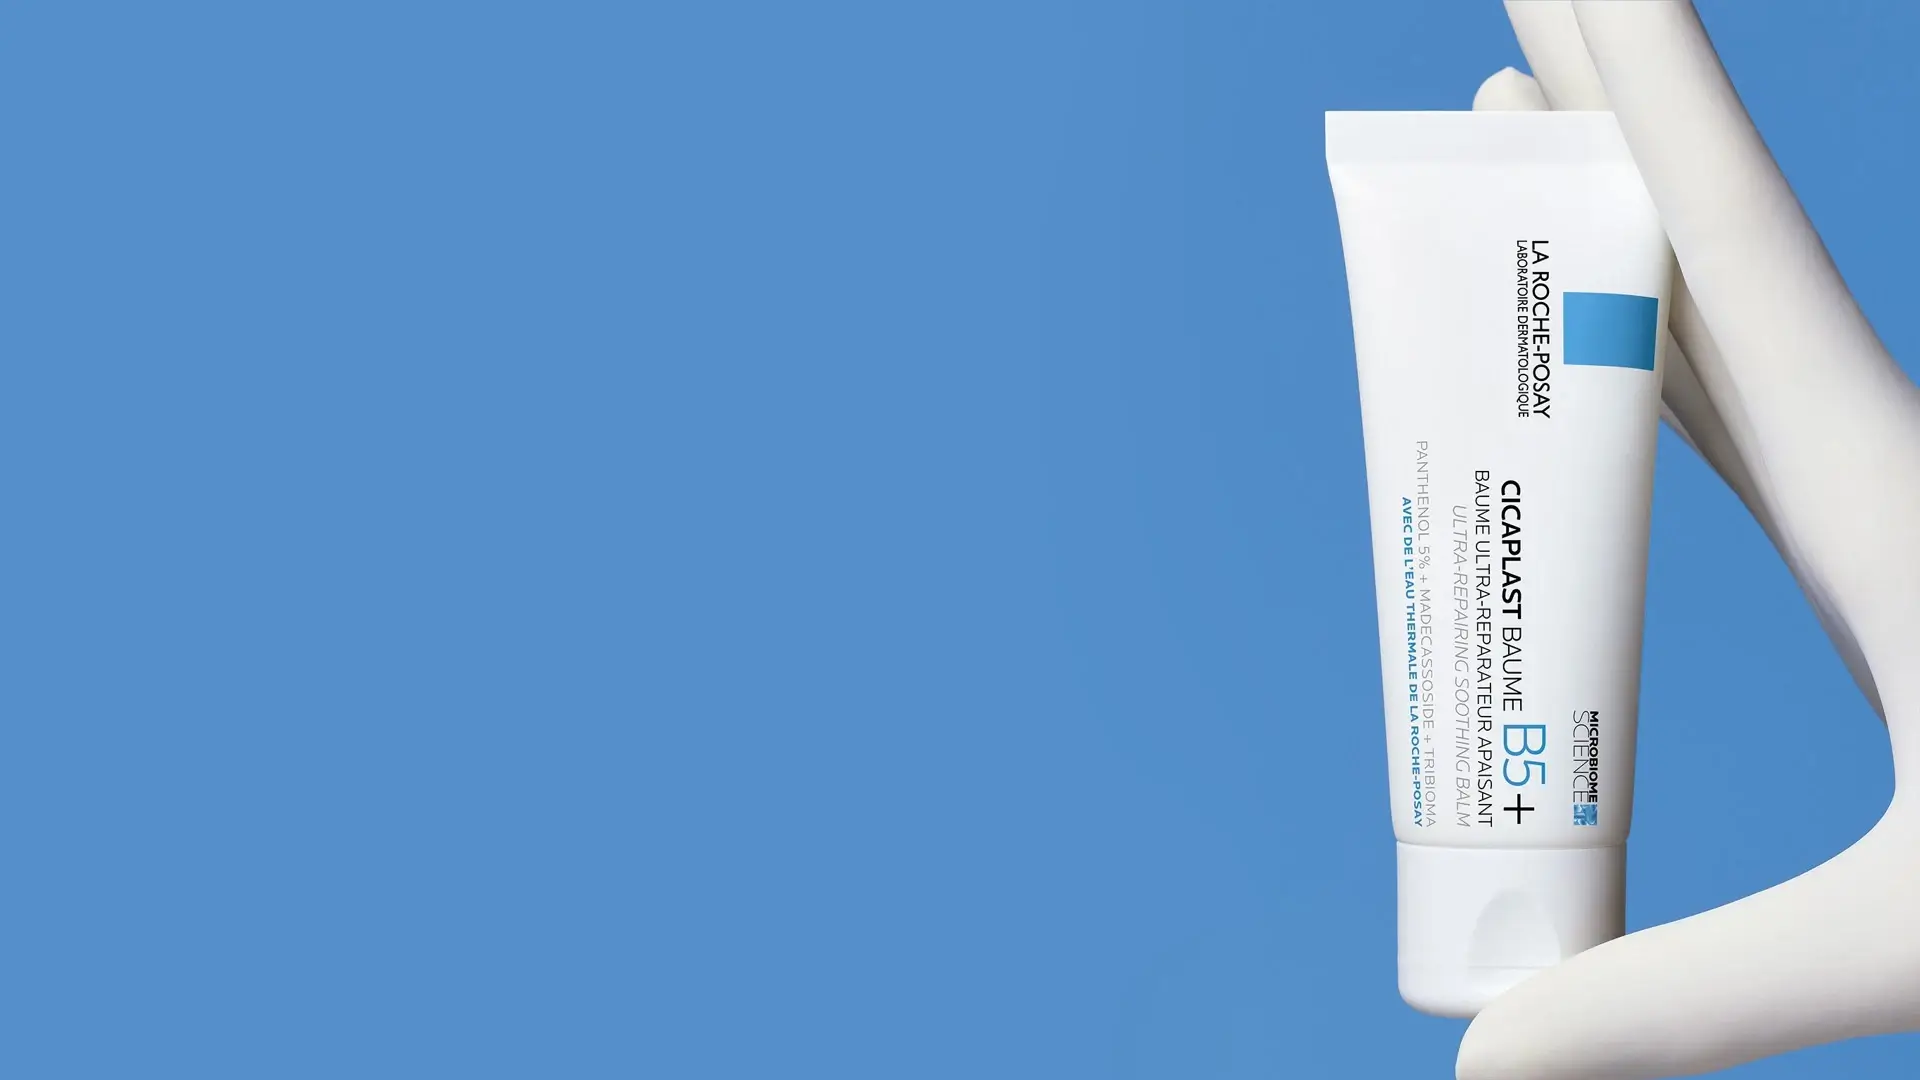 LA ROCHE-POSAY
LABORATOIRE DERMATOLOGIQUE
MICROBIOME
SCIENCE
CICAPLAST BAUME B5+
BAUME ULTRA-REPARATEUR APAISANT
ULTRA-REPAIRING SOOTHING BALM
PANTHENOL 5% + MADECASSOSIDE + TRIBIOMA
AVEC DE L'EAU THERMALE DE LA ROCHE-POSAY